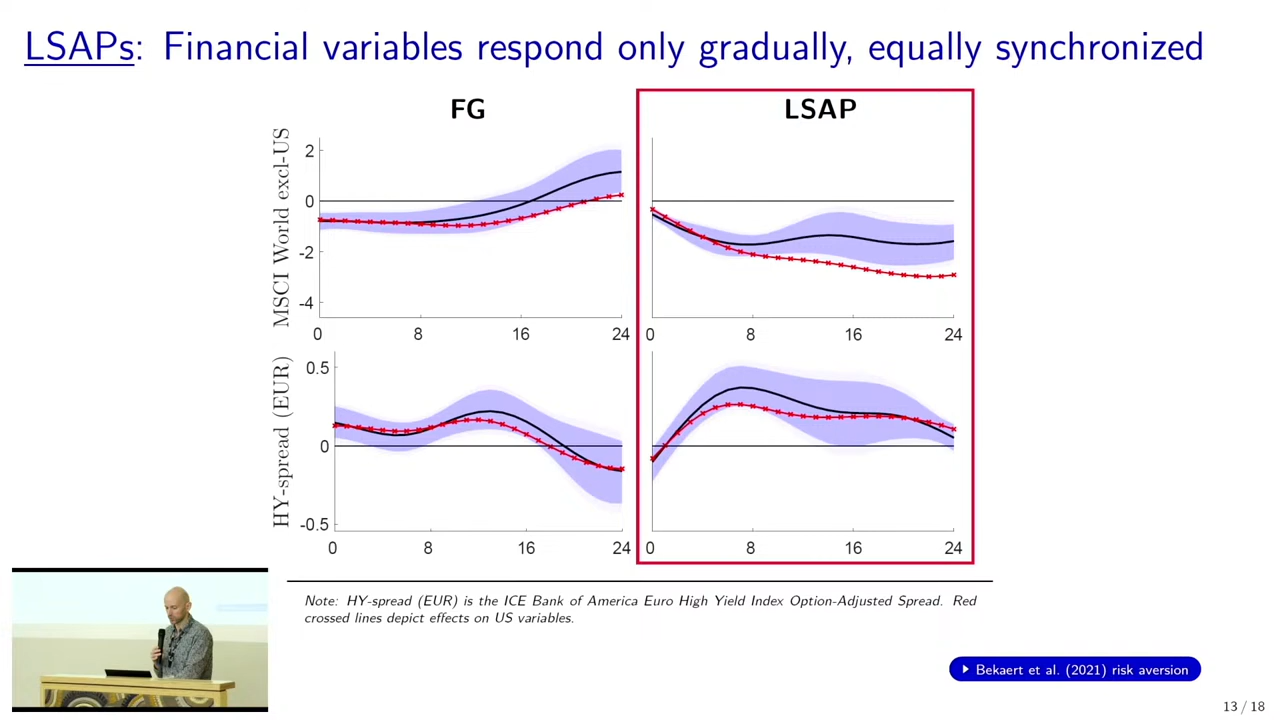 LSAPs: Financial variables respond only gradually, equally synchronized
FG
LSAP
MSCI World excl-US
2
0
-2
-4
0
8
16
24
0
8
16
24
HY-spread (EUR)
0.5
0
-0.5
0
8
16
24
0
8
16
24
Note: HY-spread (EUR) is the ICE Bank of America Euro High Yield Index Option-Adjusted Spread. Red
crossed lines depict effects on US variables.
Bekaert et al. (2021) risk aversion
13 / 18